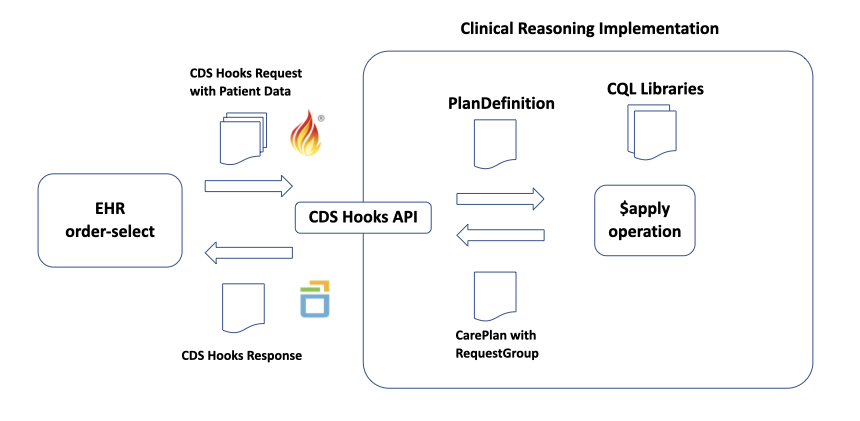 Clinical Reasoning Implementation
CDS Hooks Request
with Patient Data
®
PlanDefinition
CQL Libraries
EHR
order-select
CDS Hooks API
$apply
operation
CDS Hooks Response
CarePlan with
RequestGroup